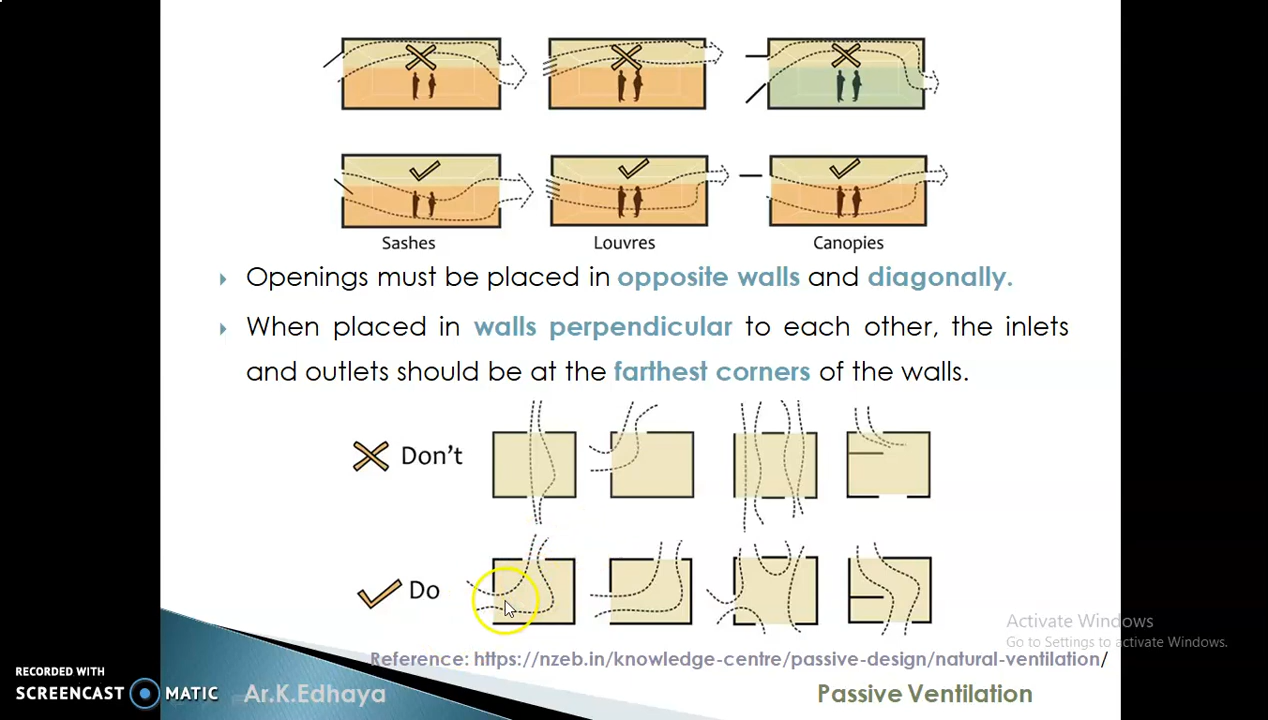 Sashes Louvres Canopies
Openings must be placed in opposite walls and diagonally.
When placed in walls perpendicular to each other, the inlets
and outlets should be at the farthest corners of the walls.
Don't
Do
Activate Windows
Go to Settings to activate Windows.
Reference: https://nzeb.in/knowledge-centre/passive-design/natural-ventilation/
RECORDED WITH
SCREENCAST MATIC
Ar.K.Edhaya
Passive Ventilation